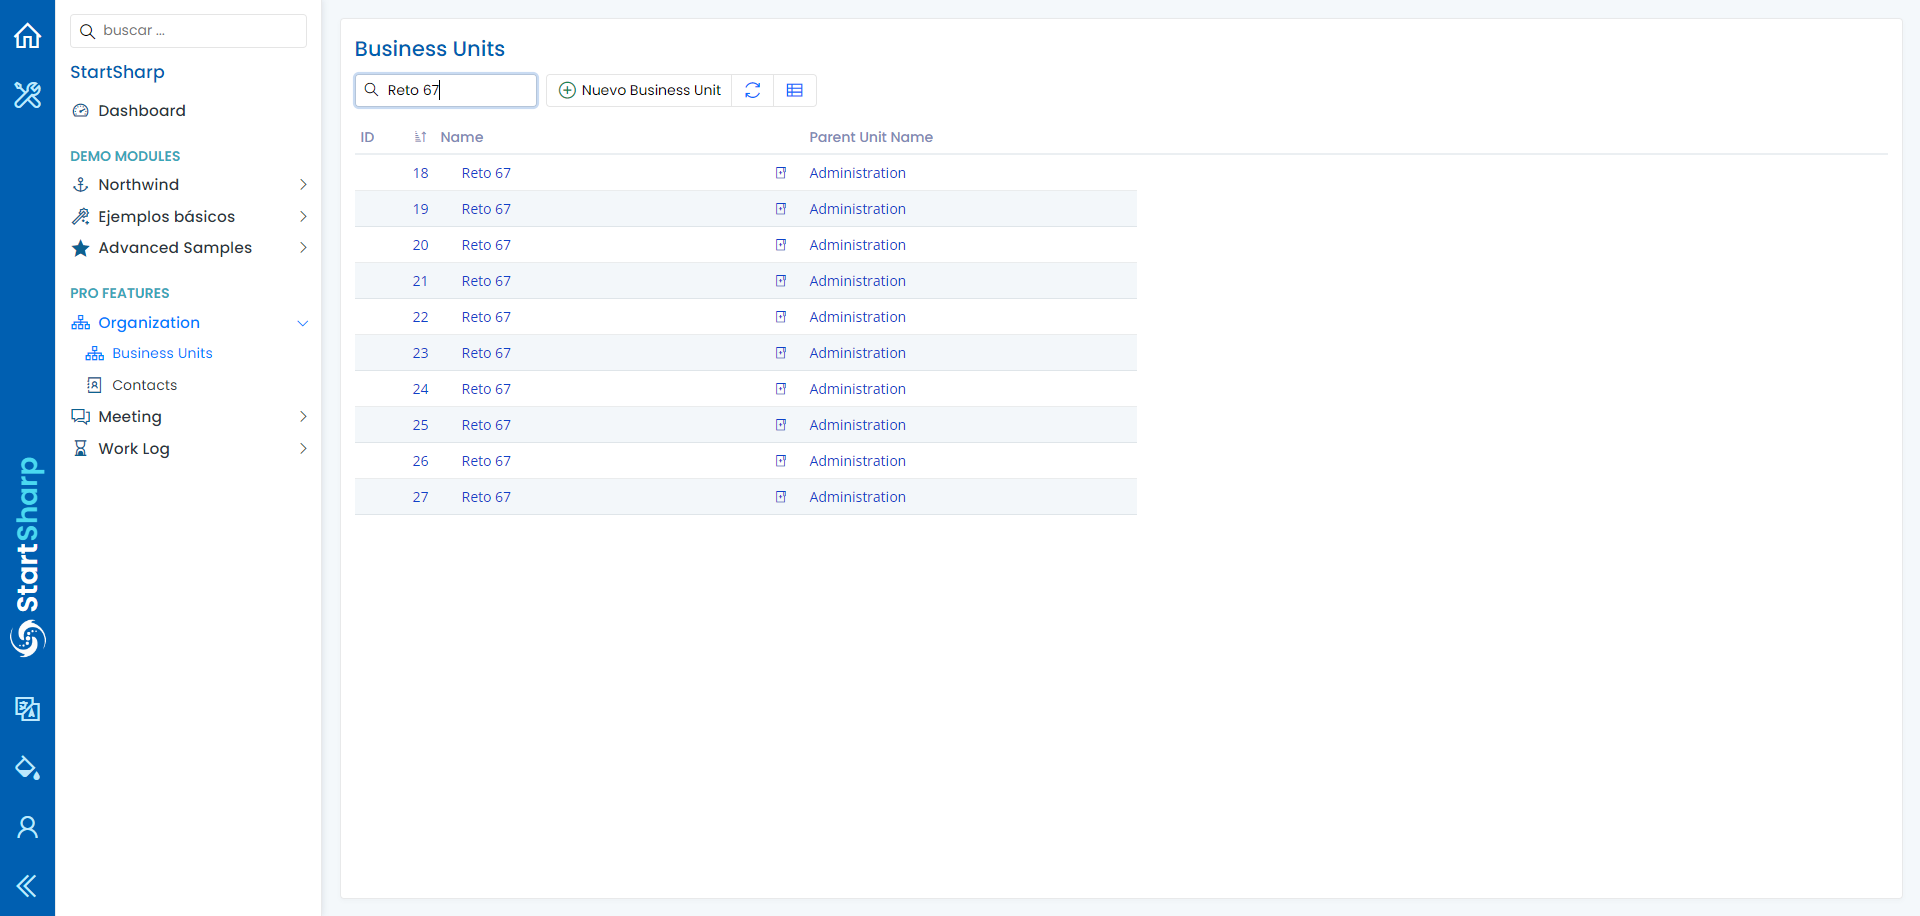 buscar ...
StartSharp
Dashboard
DEMO MODULES
Northwind
Ejemplos básicos
Advanced Samples
PRO FEATURES
Organization
Business Units
Contacts
Meeting
Work Log
StartSharp
Business Units
Reto 67
Nuevo Business Unit
ID Name Parent Unit Name
18 Reto 67 Administration
19 Reto 67 Administration
20 Reto 67 Administration
21 Reto 67 Administration
22 Reto 67 Administration
23 Reto 67 Administration
24 Reto 67 Administration
25 Reto 67 Administration
26 Reto 67 Administration
27 Reto 67 Administration